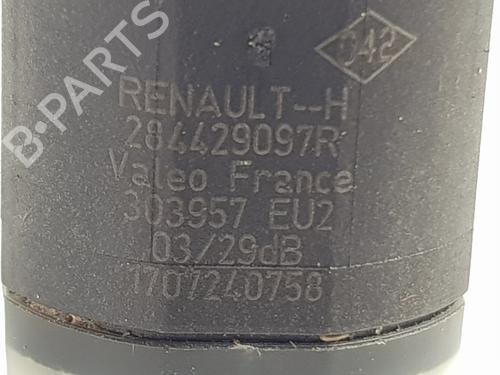 042
RENAULT--H
284429097R
Valeo France
303957 EU2
03/29dB
1707240758
B-PARTS